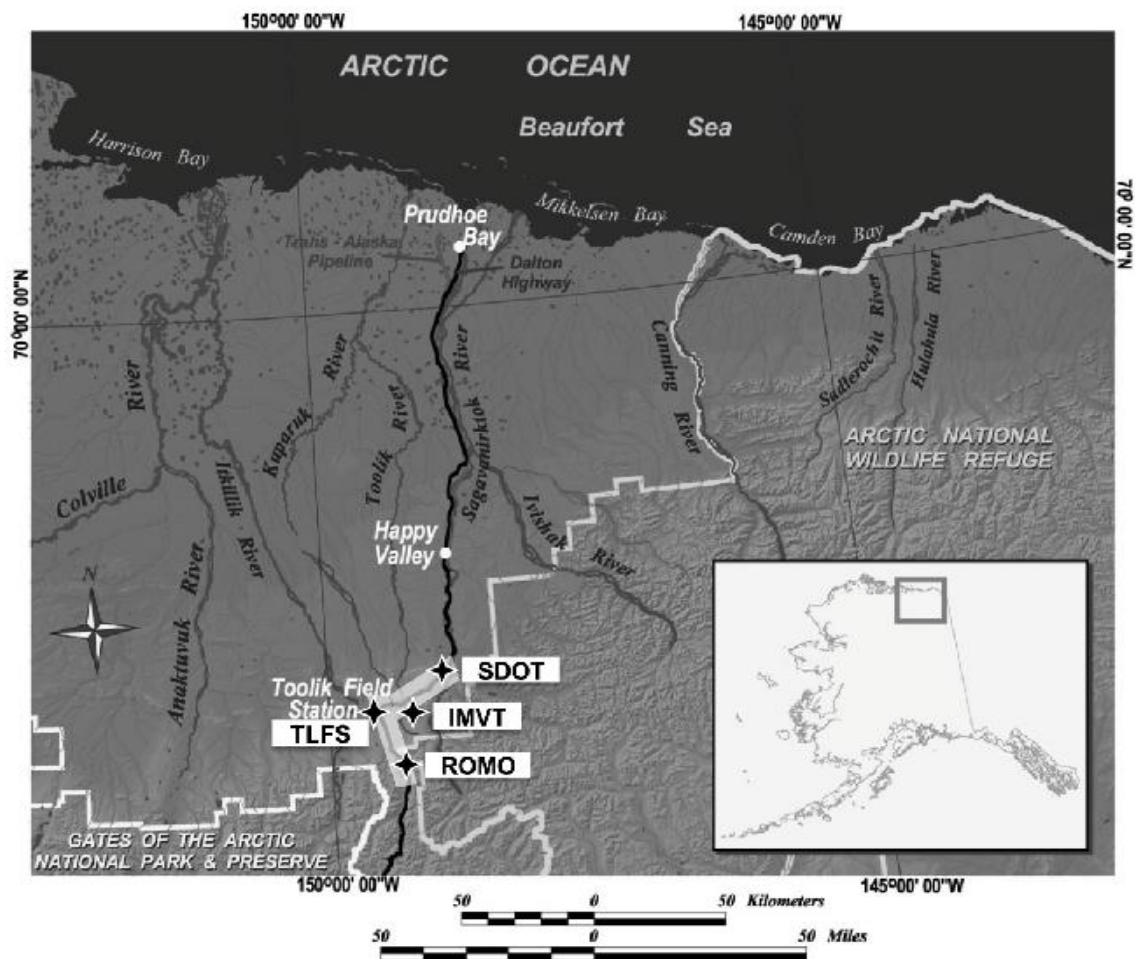 150°00' 00"W
145°00' 00"W
ARCTIC OCEAN
Beaufort Sea
Harrison Bay
Mikkelsen Bay
Camden Bay
70°00' 00"N
70°00' 00"N
Prudhoe
Bay
Trans-Alaska
Pipeline
Dalton
Highway
River
Kuparuk
River
Toolik
River
Sagavanirktok
River
Canning
River
Sadlerochit River
Hulahula River
ARCTIC NATIONAL
WILDLIFE REFUGE
Colville
River
Itkillik River
Anaktuvuk River
Happy
Valley
Ivishak River
N
Toolik Field
Station
SDOT
TLFS
IMVT
ROMO
GATES OF THE ARCTIC
NATIONAL PARK & PRESERVE
150°00' 00"W
145°00' 00"W
50 0 50 Kilometers
50 0 50 Miles